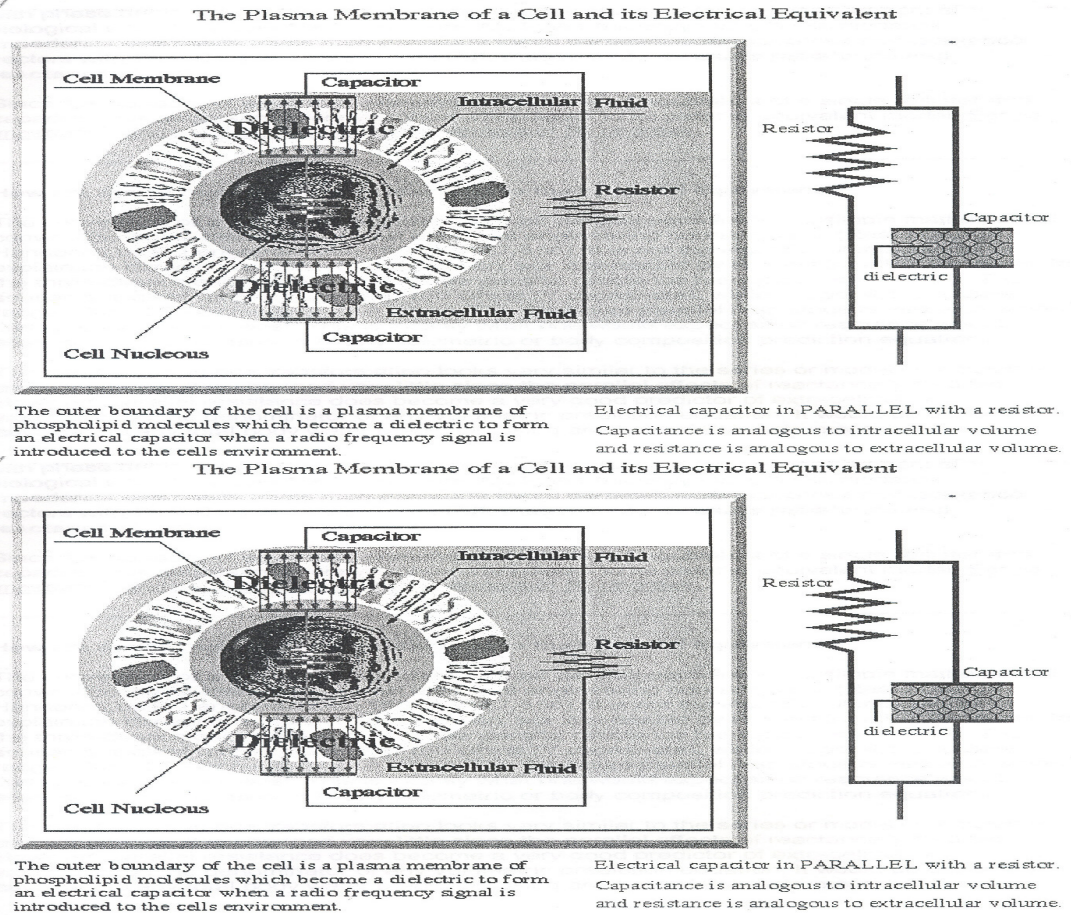 The Plasma Membrane of a Cell and its Electrical Equivalent
Cell Membrane
Capacitor
Intracellular Fluid
Dielectric
Resistor
Dielectric
Extracellular Fluid
Capacitor
Cell Nucleous
Resistor
Capacitor
dielectric
The outer boundary of the cell is a plasma membrane of
phospholipid molecules which become a dielectric to form
an electrical capacitor when a radio frequency signal is
introduced to the cells environment.
Electrical capacitor in PARALLEL with a resistor.
Capacitance is analogous to intracellular volume
and resistance is analogous to extracellular volume.
The Plasma Membrane of a Cell and its Electrical Equivalent
Cell Membrane
Capacitor
Intracellular Fluid
Dielectric
Resistor
Dielectric
Extracellular Fluid
Capacitor
Cell Nucleous
Resistor
Capacitor
dielectric
The outer boundary of the cell is a plasma membrane of
phospholipid molecules which become a dielectric to form
an electrical capacitor when a radio frequency signal is
introduced to the cells environment.
Electrical capacitor in PARALLEL with a resistor.
Capacitance is analogous to intracellular volume
and resistance is analogous to extracellular volume.